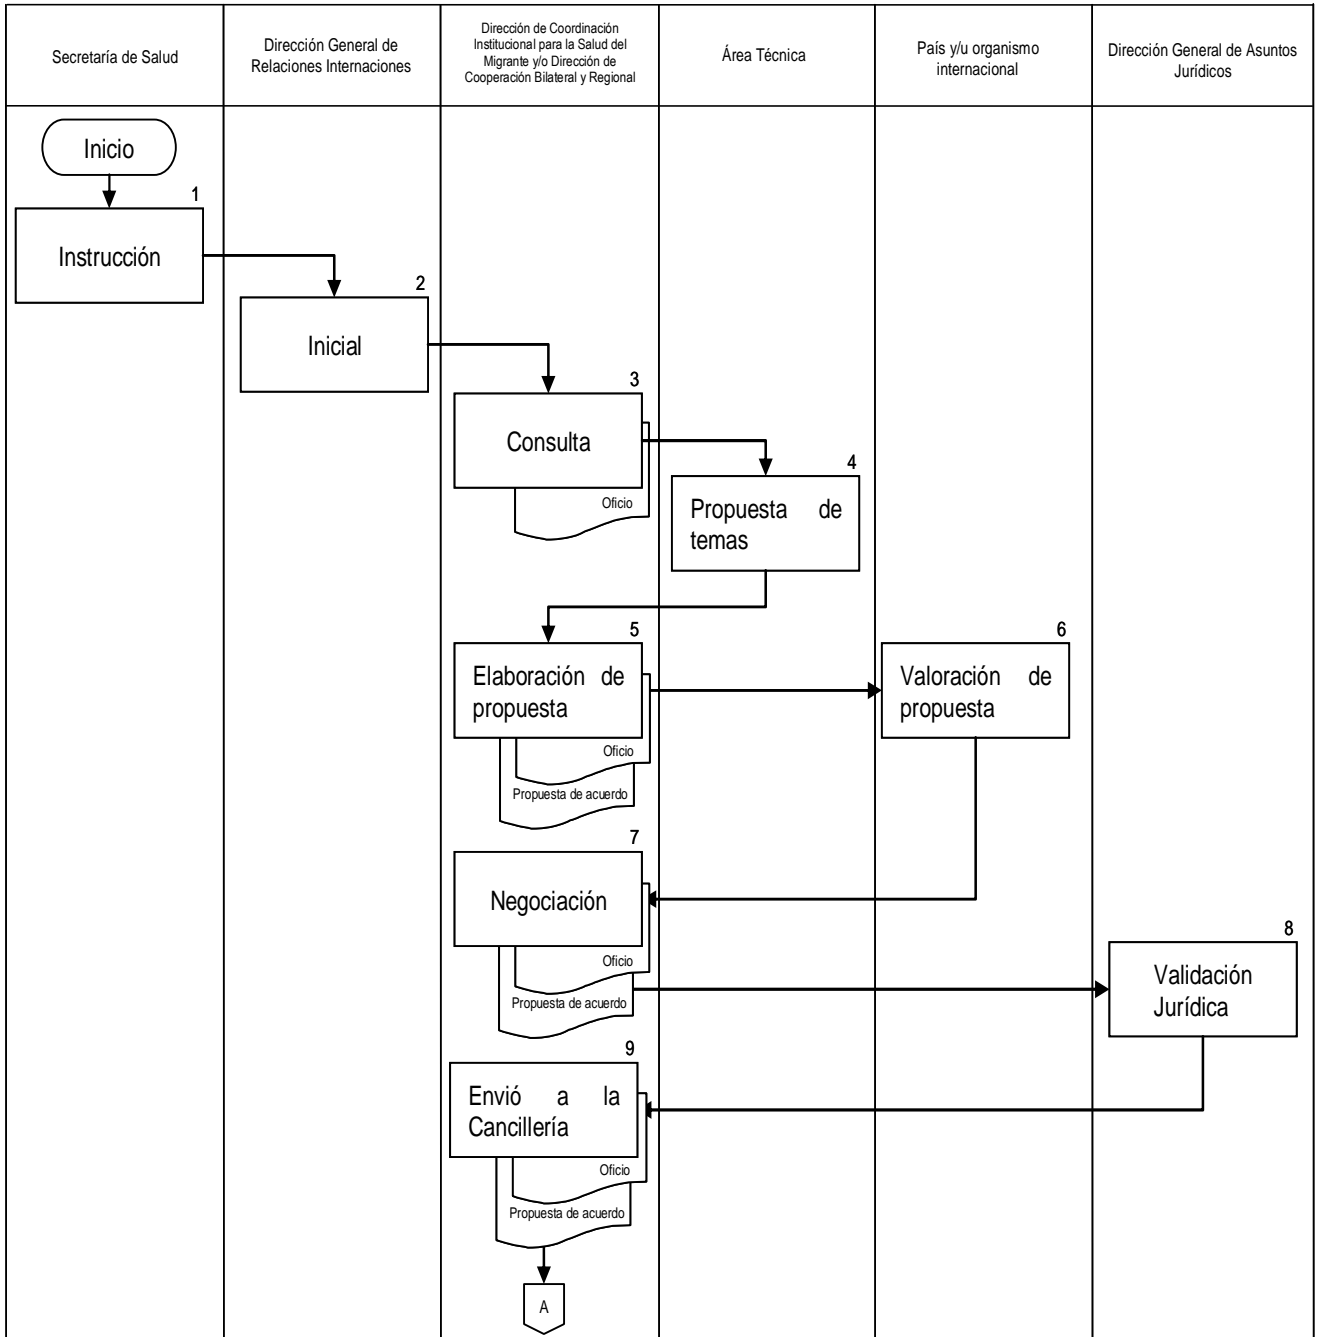 Secretaría de Salud
Dirección General de
Relaciones Internaciones
Dirección de Coordinación
Institucional para la Salud del
Migrante y/o Dirección de
Cooperación Bilateral y Regional
Área Técnica
País y/u organismo
internacional
Dirección General de Asuntos
Jurídicos
Inicio
1
Instrucción
2
Inicial
3
Consulta
Oficio
4
Propuesta de
temas
5
Elaboración de
propuesta
Oficio
Propuesta de acuerdo
6
Valoración de
propuesta
7
Negociación
Oficio
Propuesta de acuerdo
8
Validación
Jurídica
9
Envió a la
Cancillería
Oficio
Propuesta de acuerdo
A